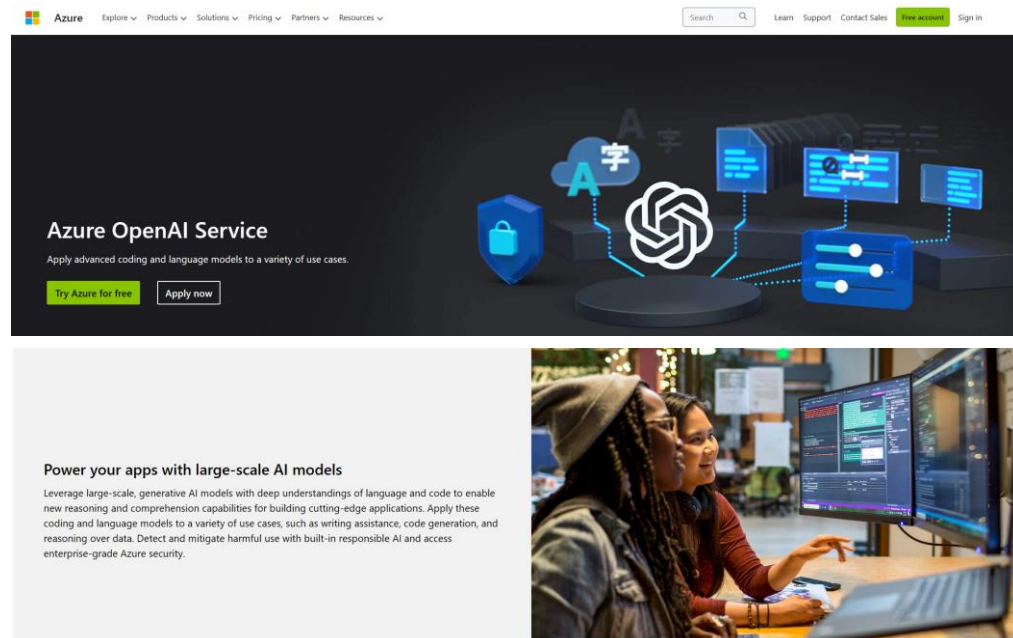 Azure
Explore Products Solutions Pricing Partners Resources
Search
Learn Support Contact Sales Free account Sign in
A
字
A
Azure OpenAI Service
Apply advanced coding and language models to a variety of use cases.
Try Azure for free
Apply now
Power your apps with large-scale AI models
Leverage large-scale, generative AI models with deep understandings of language and code to enable
new reasoning and comprehension capabilities for building cutting-edge applications. Apply these
coding and language models to a variety of use cases, such as writing assistance, code generation, and
reasoning over data. Detect and mitigate harmful use with built-in responsible AI and access
enterprise-grade Azure security.